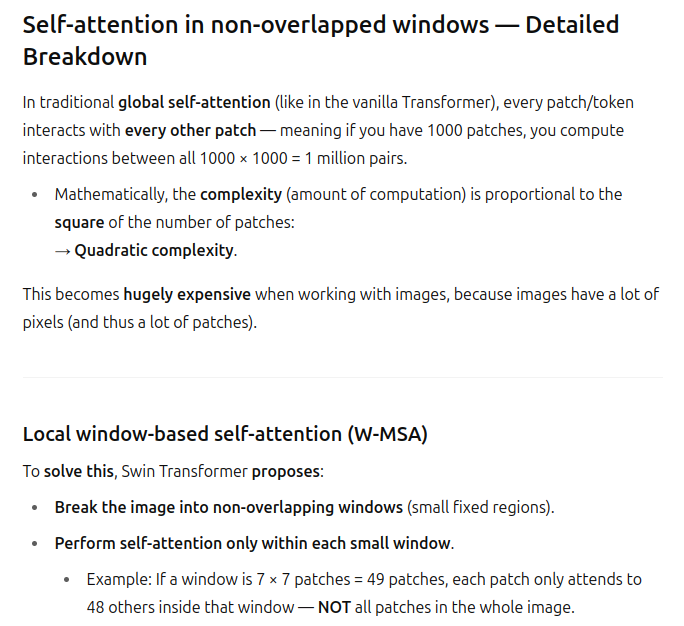 Self-attention in non-overlapped windows — Detailed
Breakdown
In traditional global self-attention (like in the vanilla Transformer), every patch/token
interacts with every other patch — meaning if you have 1000 patches, you compute
interactions between all 1000 × 1000 = 1 million pairs.
• Mathematically, the complexity (amount of computation) is proportional to the
square of the number of patches:
→ Quadratic complexity.
This becomes hugely expensive when working with images, because images have a lot of
pixels (and thus a lot of patches).
Local window-based self-attention (W-MSA)
To solve this, Swin Transformer proposes:
• Break the image into non-overlapping windows (small fixed regions).
• Perform self-attention only within each small window.
• Example: If a window is 7 × 7 patches = 49 patches, each patch only attends to
48 others inside that window — NOT all patches in the whole image.